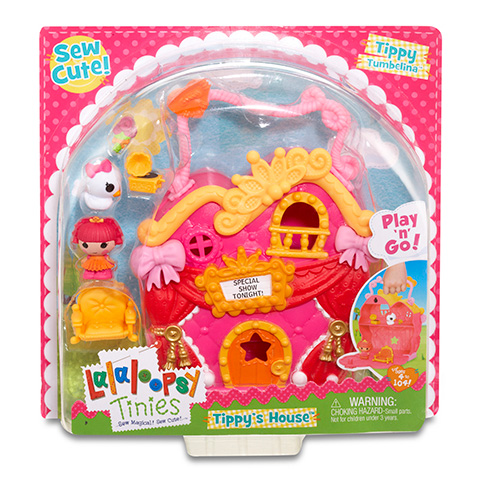 Sew
Cute!
Tippy
Tumbelina
Play
'n'
Go!
SPECIAL
SHOW
TONIGHT!
Lalaloopsy
Tinies
Sew Magical! Sew Cute!
Tippy's House
WARNING:
CHOKING HAZARD-Small parts.
Not for children under 3 years.